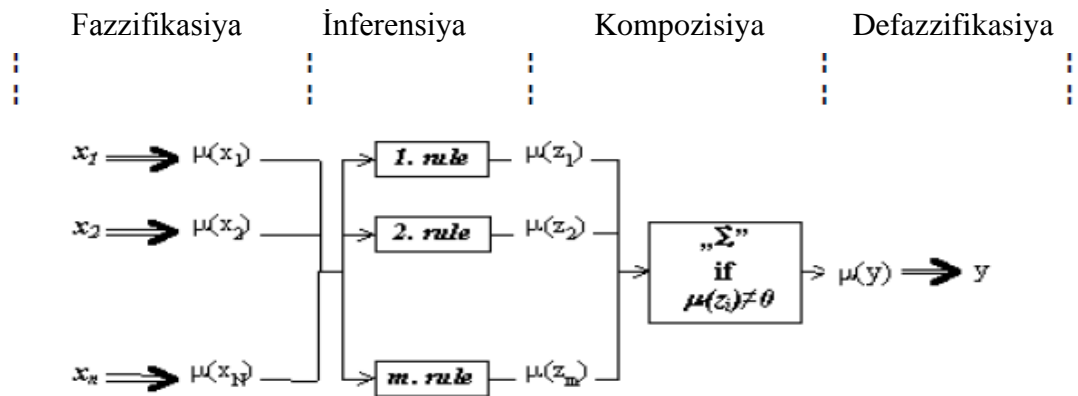 Fazzifikasiya İnferensiya Kompozisiya Defazzifikasiya
x1 μ(x1) 1. rule μ(z1)
x2 μ(x2) 2. rule μ(z2)
„Σ”
if
μ(zi)≠0 μ(y) y
xn μ(xN) m. rule μ(zm)